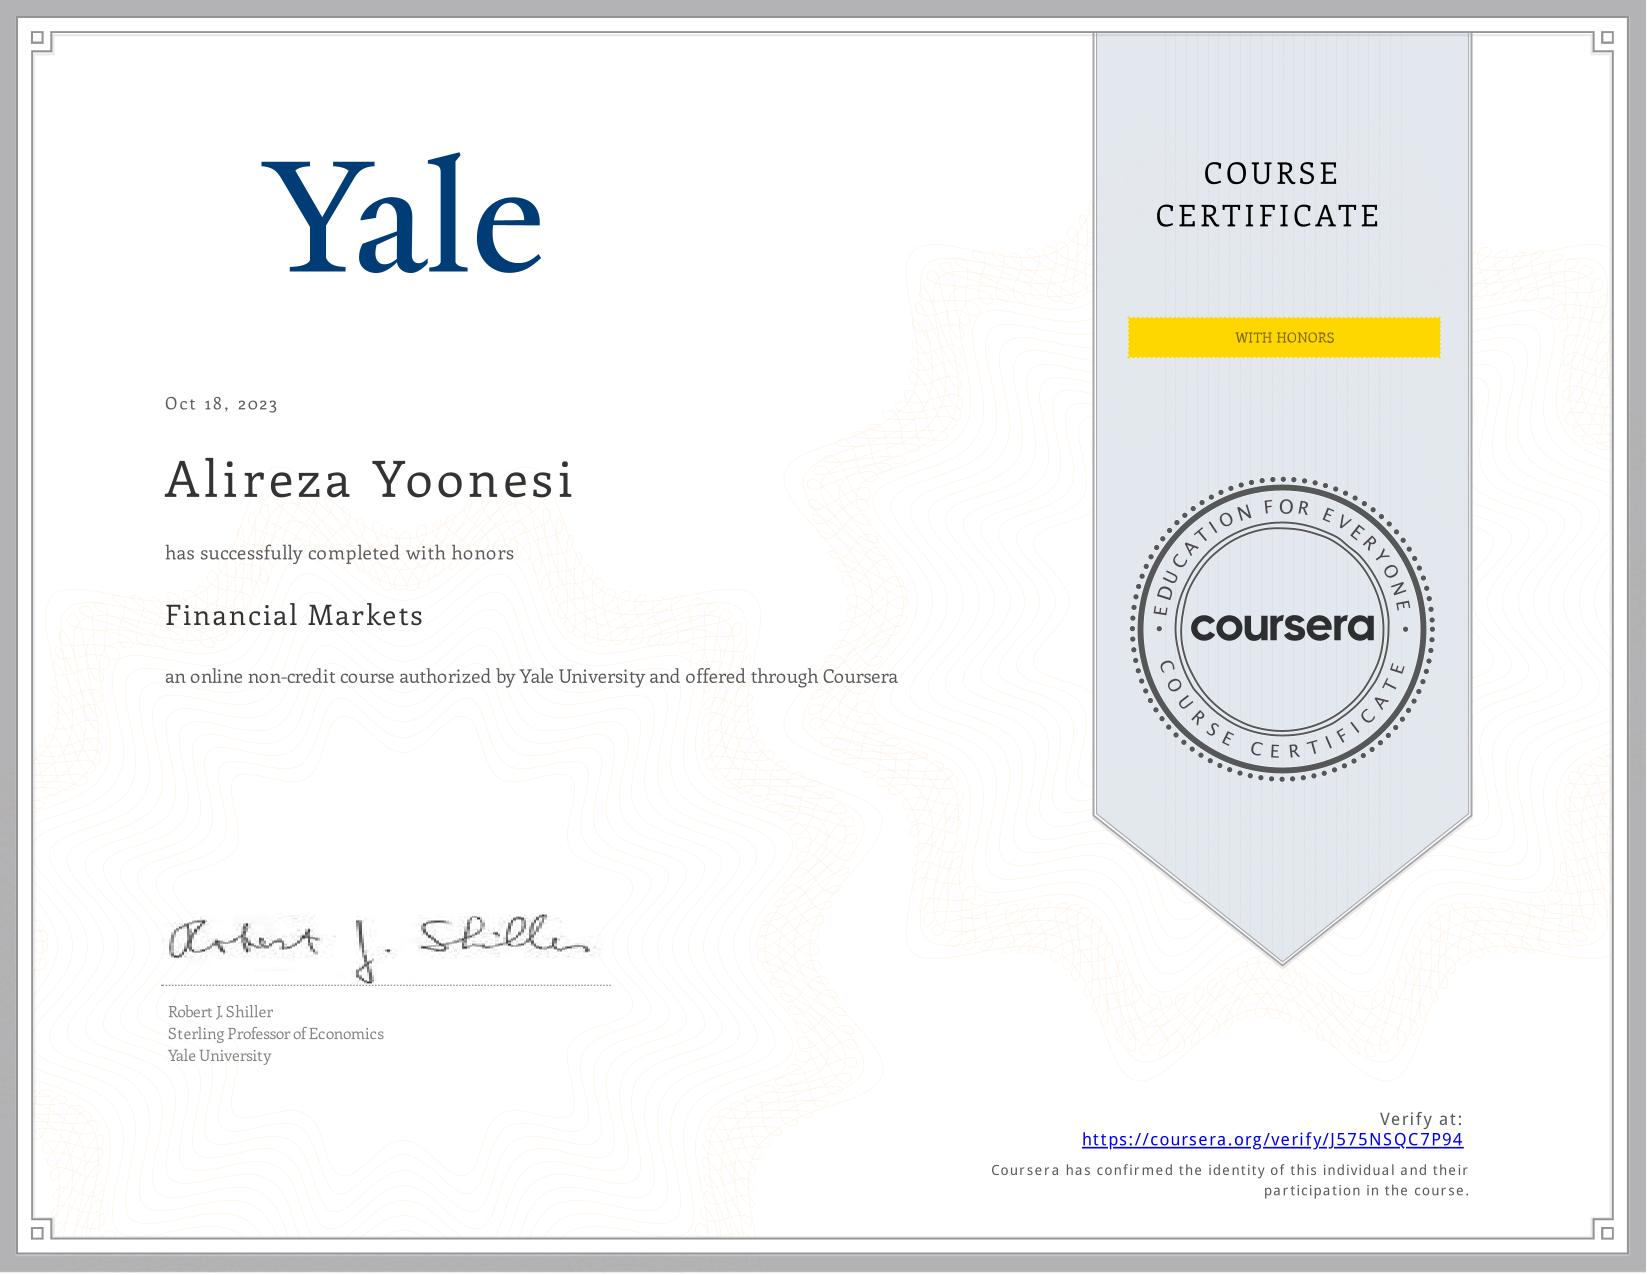 Yale
COURSE
CERTIFICATE
WITH HONORS
Oct 18, 2023
Alireza Yoonesi
has successfully completed with honors
Financial Markets
an online non-credit course authorized by Yale University and offered through Coursera
EDUCATION FOR EVERYONE
coursera
COURSE CERTIFICATE
Robert J. Shiller
Robert J. Shiller
Sterling Professor of Economics
Yale University
Verify at:
https://coursera.org/verify/J575NSQC7P94
Coursera has confirmed the identity of this individual and their
participation in the course.